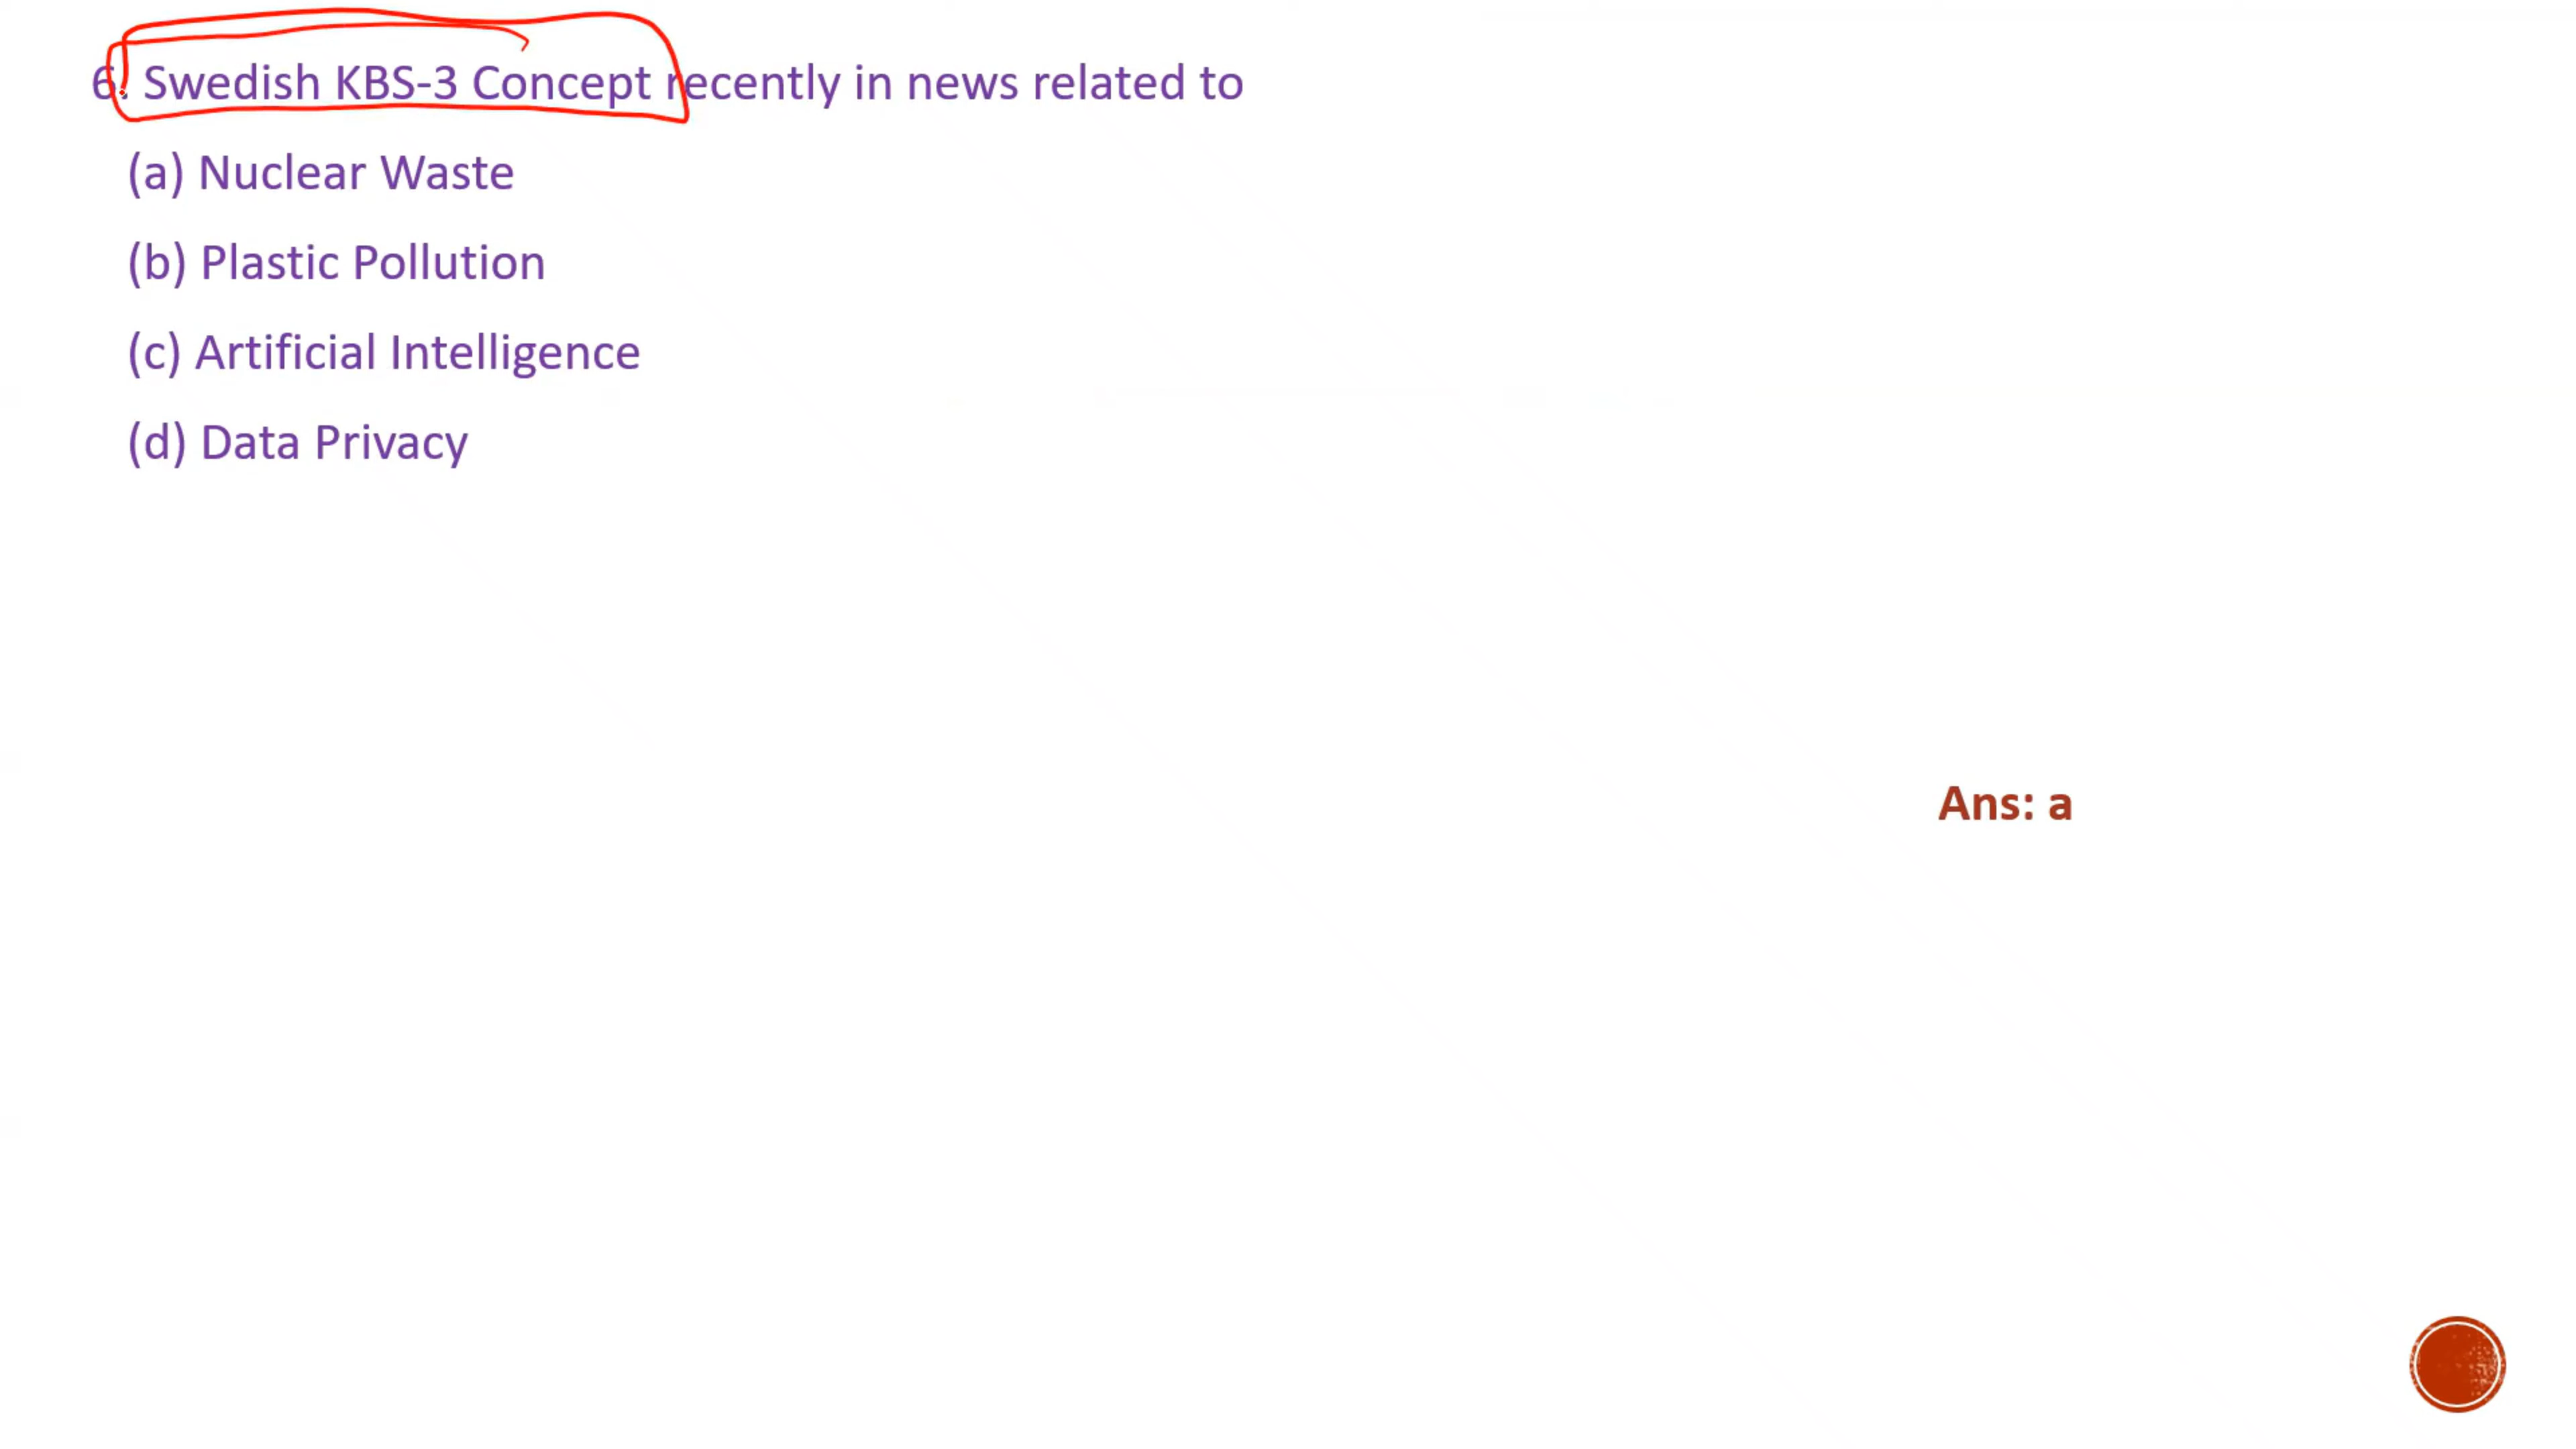 6. Swedish KBS-3 Concept recently in news related to
(a) Nuclear Waste
(b) Plastic Pollution
(c) Artificial Intelligence
(d) Data Privacy
Ans: a